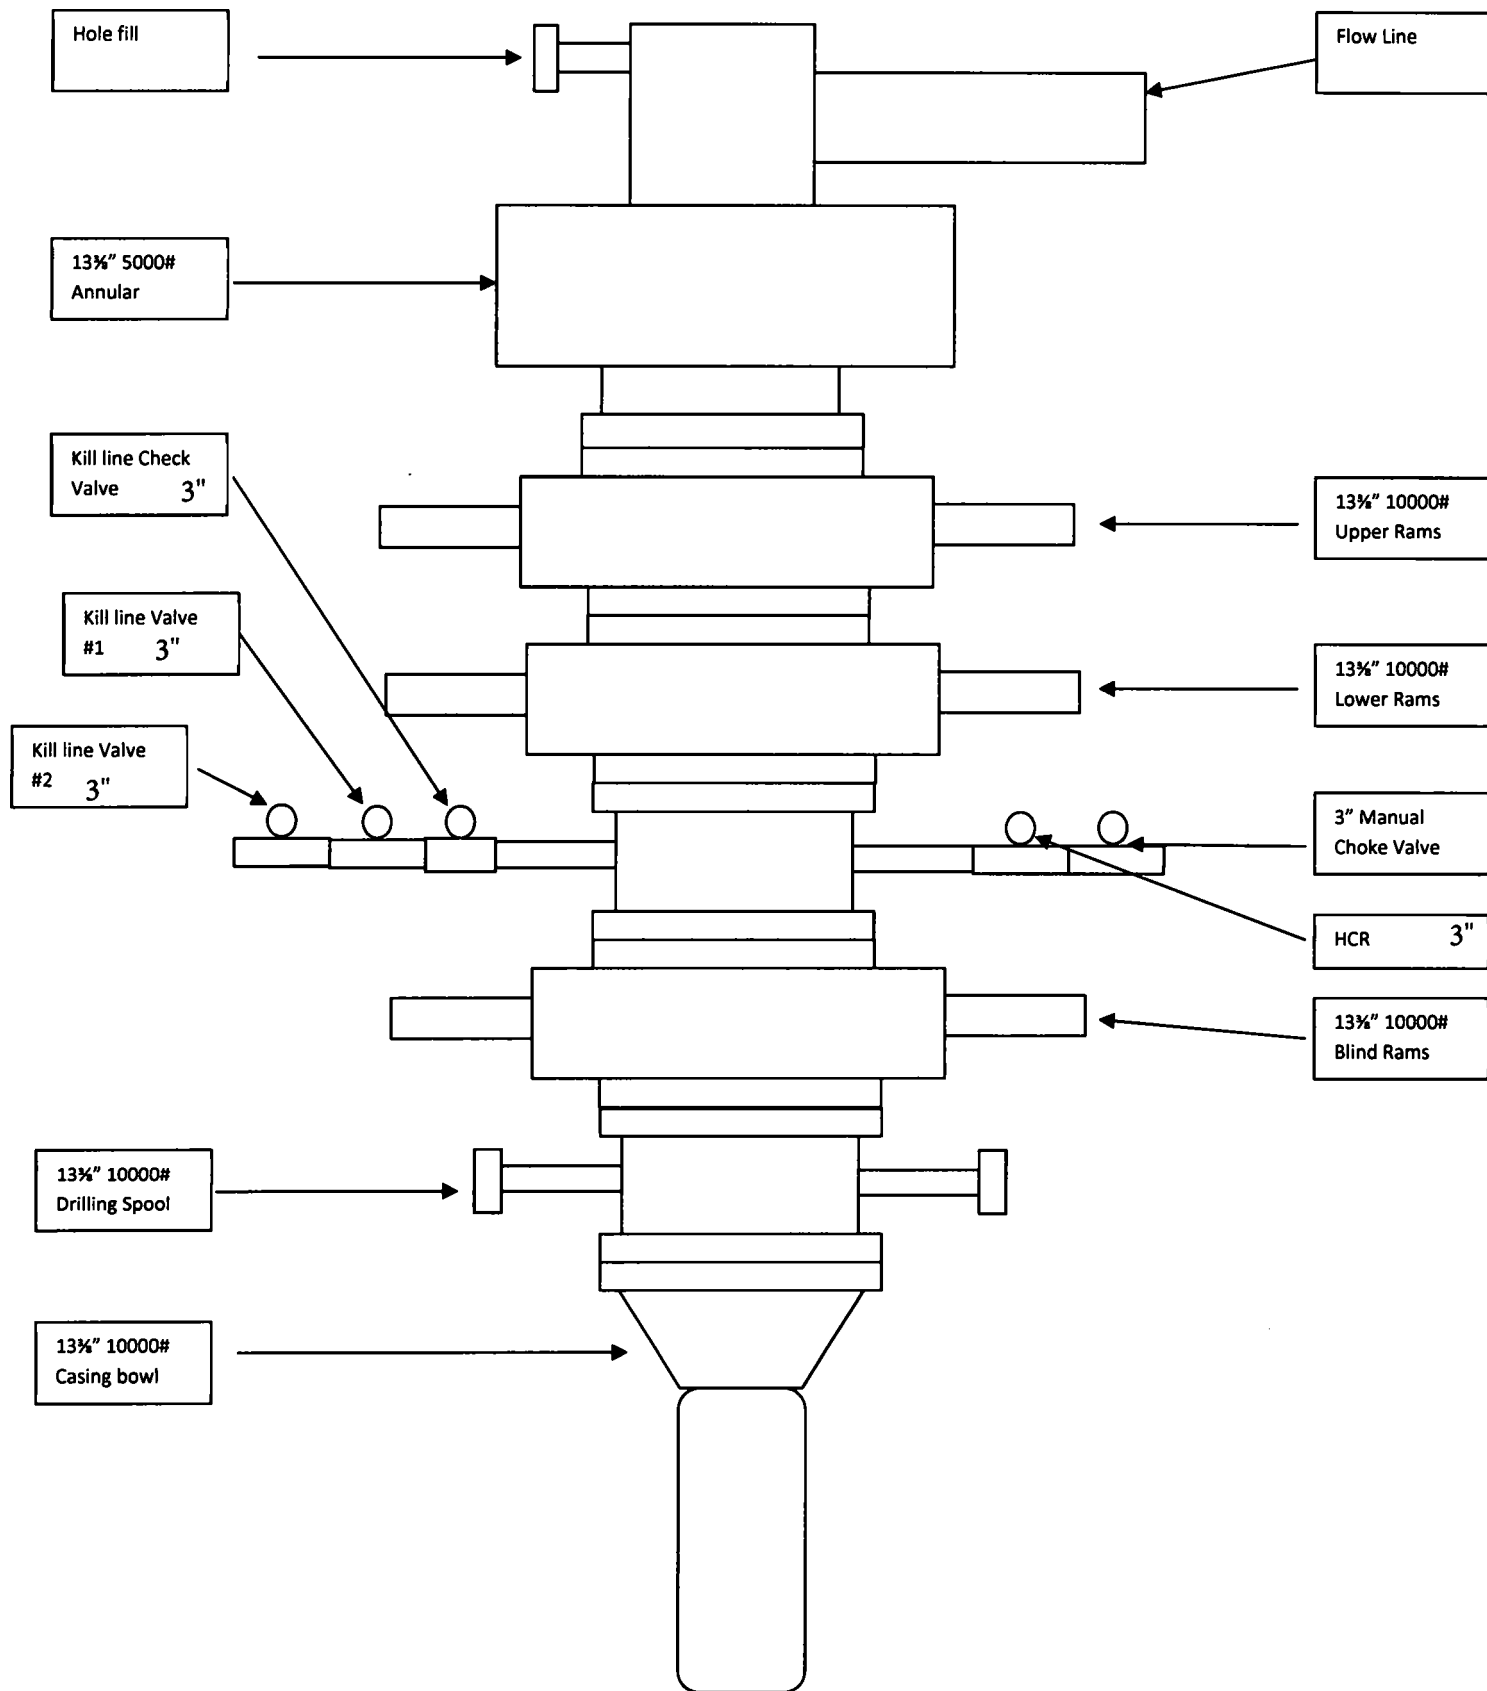 Hole fill
Flow Line
13⅝" 5000#
Annular
Kill line Check
Valve 3"
13⅝" 10000#
Upper Rams
Kill line Valve
#1 3"
13⅝" 10000#
Lower Rams
Kill line Valve
#2 3"
3" Manual
Choke Valve
HCR 3"
13⅝" 10000#
Blind Rams
13⅝" 10000#
Drilling Spool
13⅝" 10000#
Casing bowl